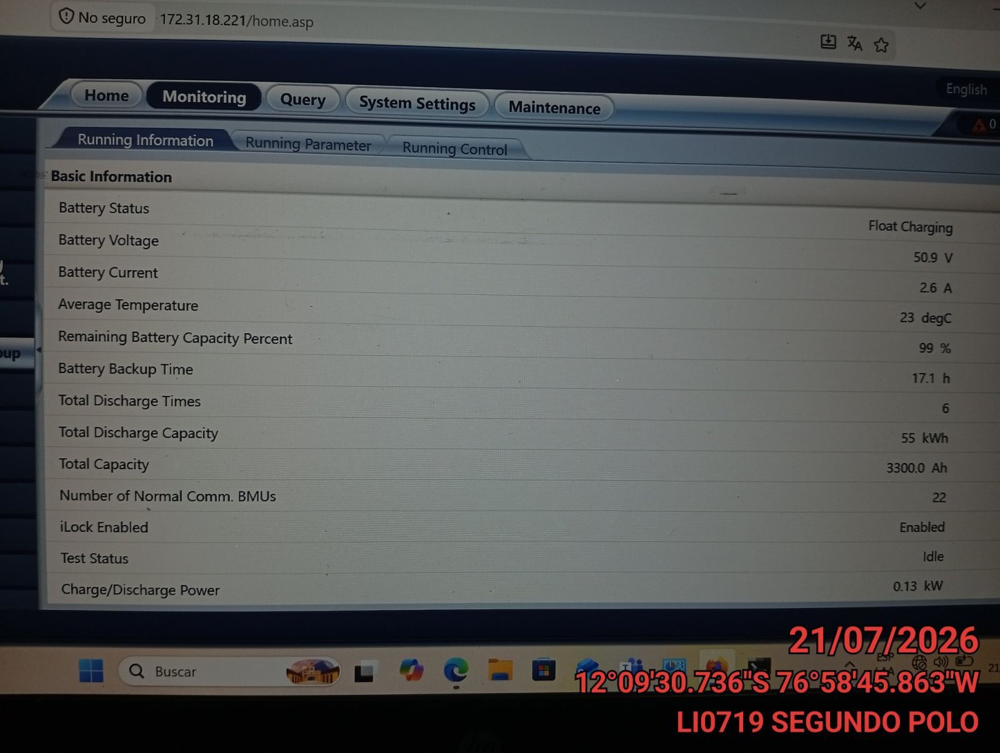 No seguro 172.31.18.221/home.asp
English
Home Monitoring Query System Settings Maintenance
0
Running Information Running Parameter Running Control
Basic Information
Battery Status Float Charging
Battery Voltage 50.9 V
Battery Current 2.6 A
Average Temperature 23 degC
Remaining Battery Capacity Percent 99 %
Battery Backup Time 17.1 h
Total Discharge Times 6
Total Discharge Capacity 55 kWh
Total Capacity 3300.0 Ah
Number of Normal Comm. BMUs 22
iLock Enabled Enabled
Test Status Idle
Charge/Discharge Power 0.13 kW
t.
oup
21/07/2026
Buscar
ESP
21
12°09'30.736"S 76°58'45.863"W
LI0719 SEGUNDO POLO
hp